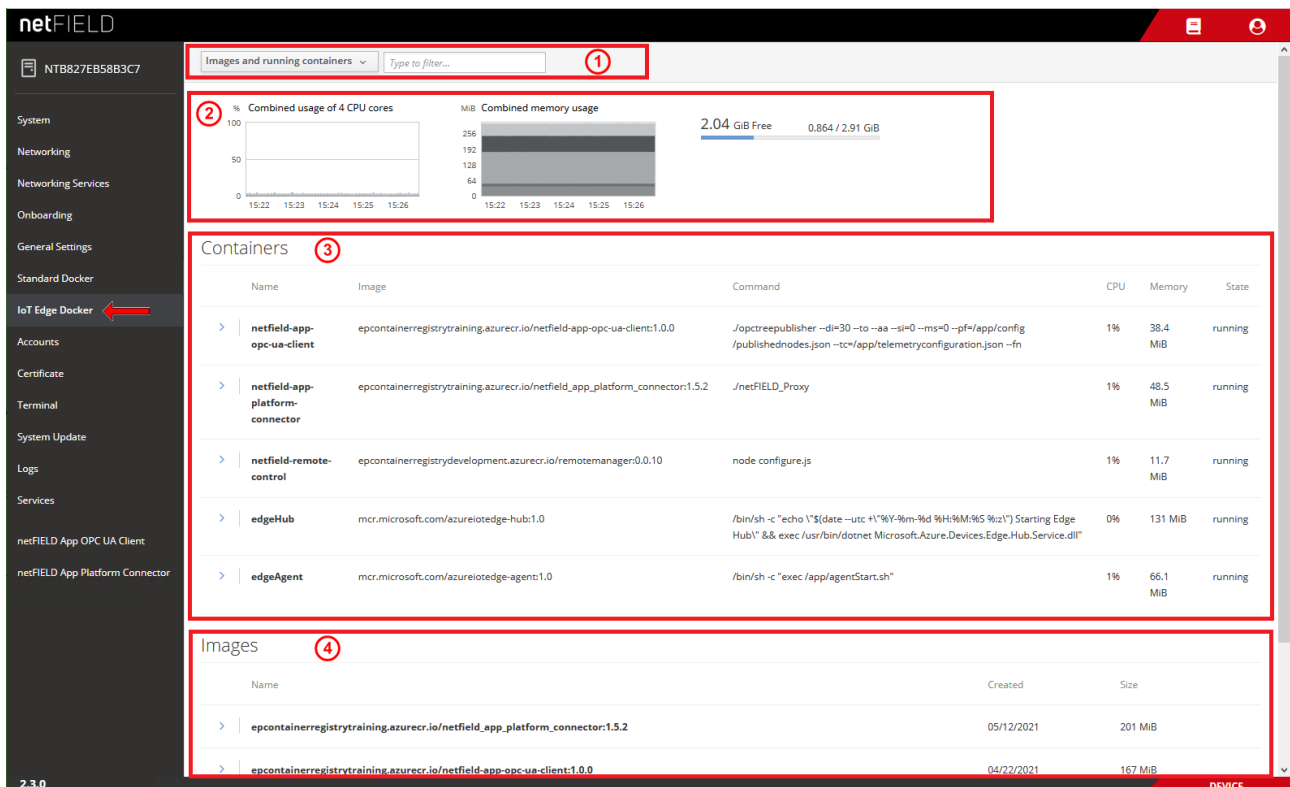 netFIELD
NTB827EB58B3C7
System
Networking
Networking Services
Onboarding
General Settings
Standard Docker
IoT Edge Docker
Accounts
Certificate
Terminal
System Update
Logs
Services
netFIELD App OPC UA Client
netFIELD App Platform Connector
2.3.0
Images and running containers
Type to filter...
1
2
% Combined usage of 4 CPU cores
100
50
0
15:22 15:23 15:24 15:25 15:26
MiB Combined memory usage
256
192
128
64
0
15:22 15:23 15:24 15:25 15:26
2.04 GiB Free 0.864 / 2.91 GiB
Containers 3
Name Image Command CPU Memory State
netfield-app-
opc-ua-client
epcontainerregistrytraining.azurecr.io/netfield-app-opc-ua-client:1.0.0
./opctreepublisher --di=30 --to --aa --si=0 --ms=0 --pf=/app/config
/publishednodes.json --tc=/app/telemetryconfiguration.json --fn
1%
38.4
MiB
running
netfield-app-
platform-
connector
epcontainerregistrytraining.azurecr.io/netfield_app_platform_connector:1.5.2
./netFIELD_Proxy
1%
48.5
MiB
running
netfield-remote-
control
epcontainerregistrydevelopment.azurecr.io/remotemanager:0.0.10
node configure.js
1%
11.7
MiB
running
edgeHub
mcr.microsoft.com/azureiotedge-hub:1.0
/bin/sh -c "echo \"$(date --utc +\"%Y-%m-%d %H:%M:%S %:z\") Starting Edge
Hub\" && exec /usr/bin/dotnet Microsoft.Azure.Devices.Edge.Hub.Service.dll"
0%
131 MiB
running
edgeAgent
mcr.microsoft.com/azureiotedge-agent:1.0
/bin/sh -c "exec /app/agentStart.sh"
1%
66.1
MiB
running
Images 4
Name Created Size
epcontainerregistrytraining.azurecr.io/netfield_app_platform_connector:1.5.2 05/12/2021 201 MiB
epcontainerregistrytraining.azurecr.io/netfield-app-opc-ua-client:1.0.0 04/22/2021 167 MiB
DEVICE